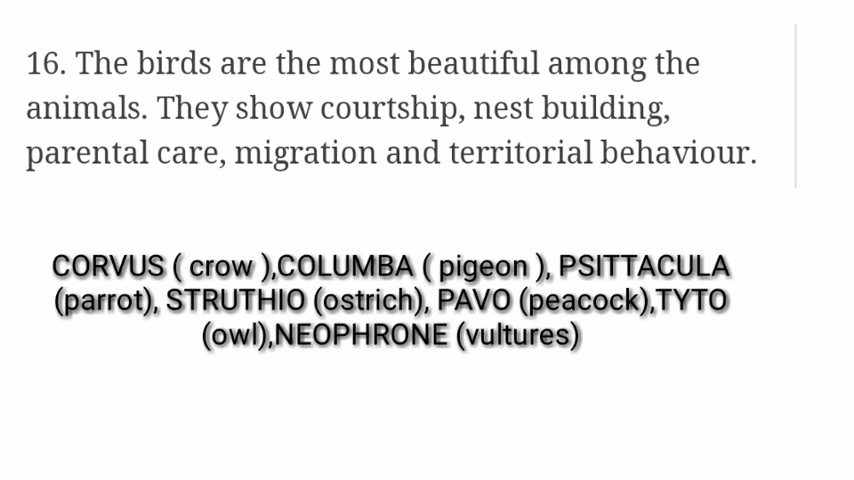 16. The birds are the most beautiful among the
animals. They show courtship, nest building,
parental care, migration and territorial behaviour.
CORVUS ( crow ),COLUMBA ( pigeon ), PSITTACULA
(parrot), STRUTHIO (ostrich), PAVO (peacock),TYTO
(owl),NEOPHRONE (vultures)